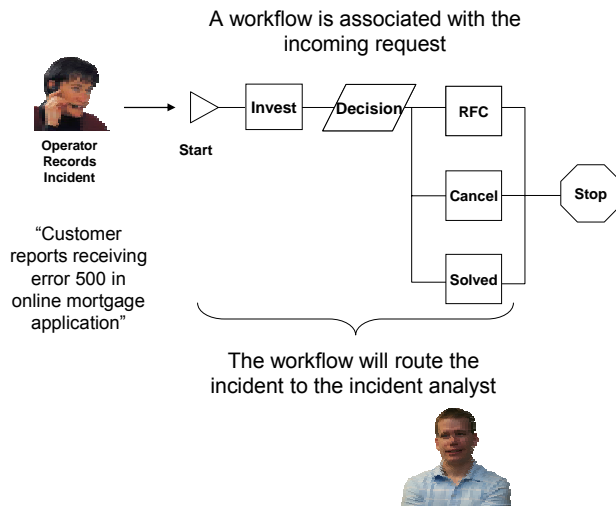 A workflow is associated with the
incoming request
Invest
Decision
RFC
Operator
Records
Incident
Start
Cancel
Stop
“Customer
reports receiving
error 500 in
online mortgage
application”
Solved
The workflow will route the
incident to the incident analyst